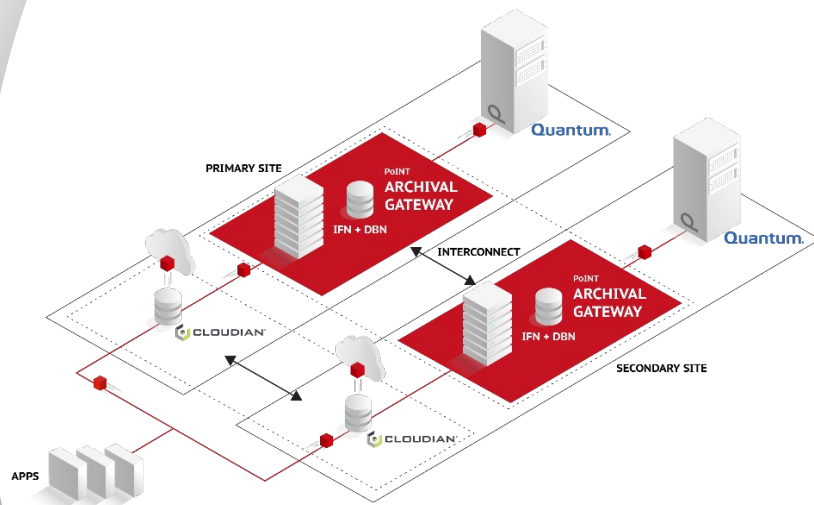 Quantum.
PRIMARY SITE
PoINT
ARCHIVAL
GATEWAY
IFN + DBN
Quantum.
INTERCONNECT
PoINT
ARCHIVAL
GATEWAY
IFN + DBN
CLOUDIAN
SECONDARY SITE
CLOUDIAN
APPS